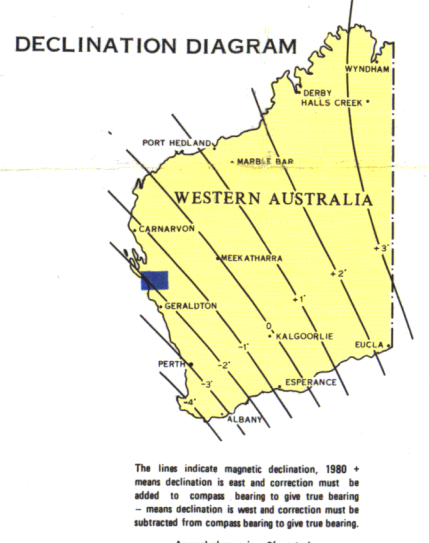 DECLINATION DIAGRAM
WYNDHAM
DERBY
HALLS CREEK
PORT HEDLAND
MARBLE BAR
WESTERN AUSTRALIA
CARNARVON
+3°
MEEKATHARRA
+2°
+1°
GERALDTON
0
KALGOORLIE
EUCLA
-1°
PERTH
-2°
-3°
ESPERANCE
-4°
ALBANY
The lines indicate magnetic declination, 1980 +
means declination is east and correction must be
added to compass bearing to give true bearing
– means declination is west and correction must be
subtracted from compass bearing to give true bearing.